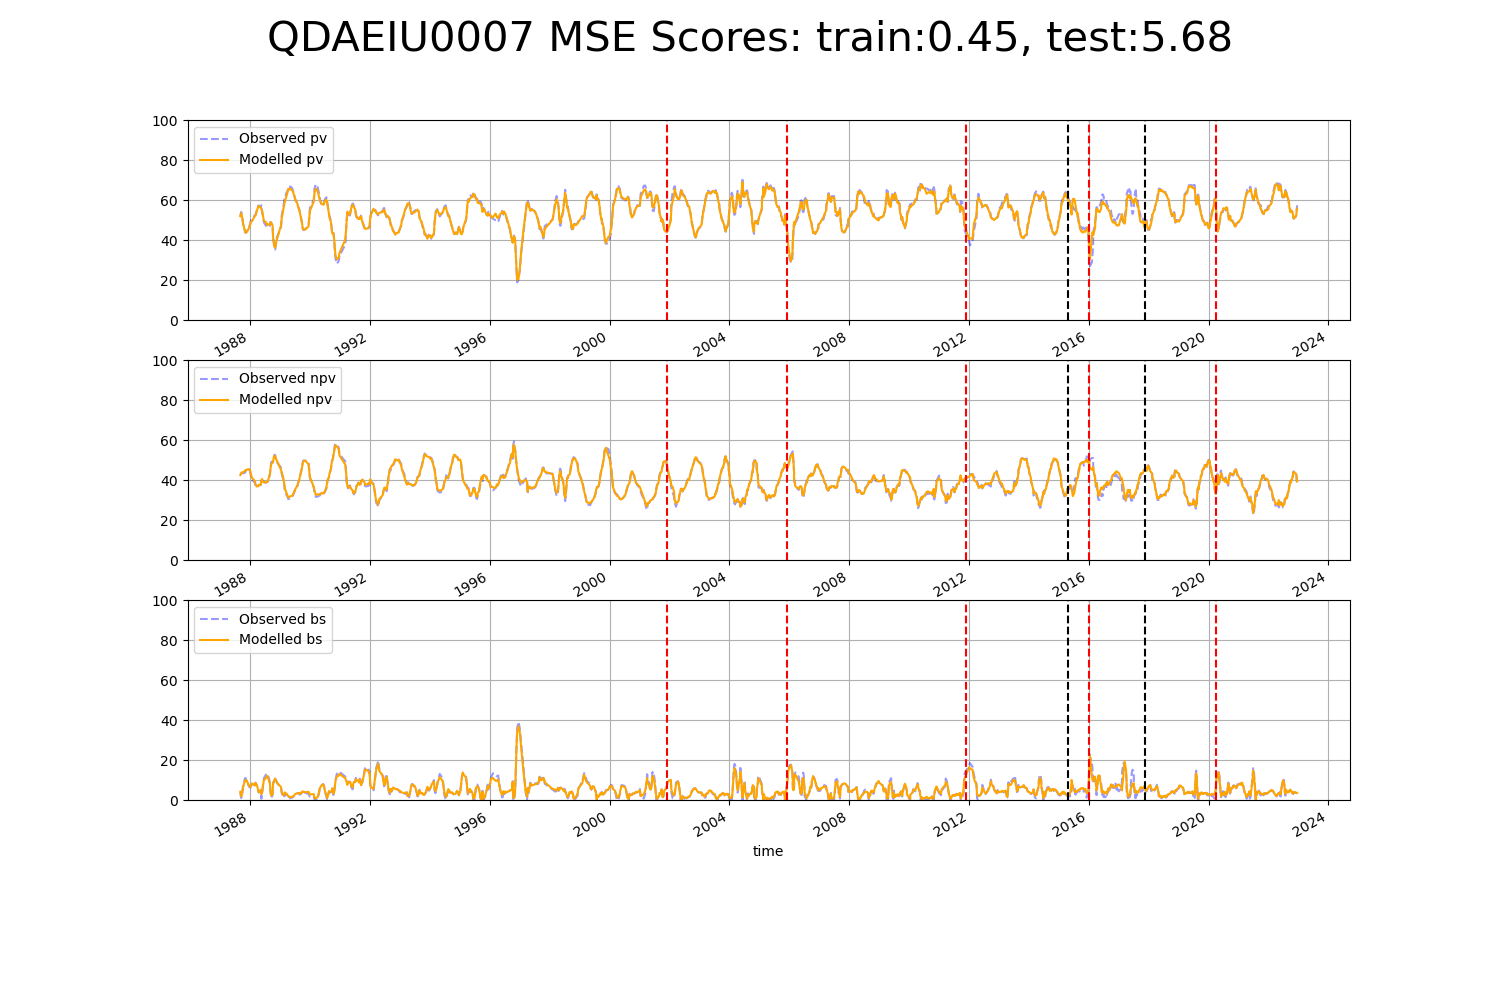 QDAEIU0007 MSE Scores: train:0.45, test:5.68
100
80
60
40
20
0
Observed pv
Modelled pv
1988 1992 1996 2000 2004 2008 2012 2016 2020 2024
100
80
60
40
20
0
Observed npv
Modelled npv
1988 1992 1996 2000 2004 2008 2012 2016 2020 2024
100
80
60
40
20
0
Observed bs
Modelled bs
1988 1992 1996 2000 2004 2008 2012 2016 2020 2024
time